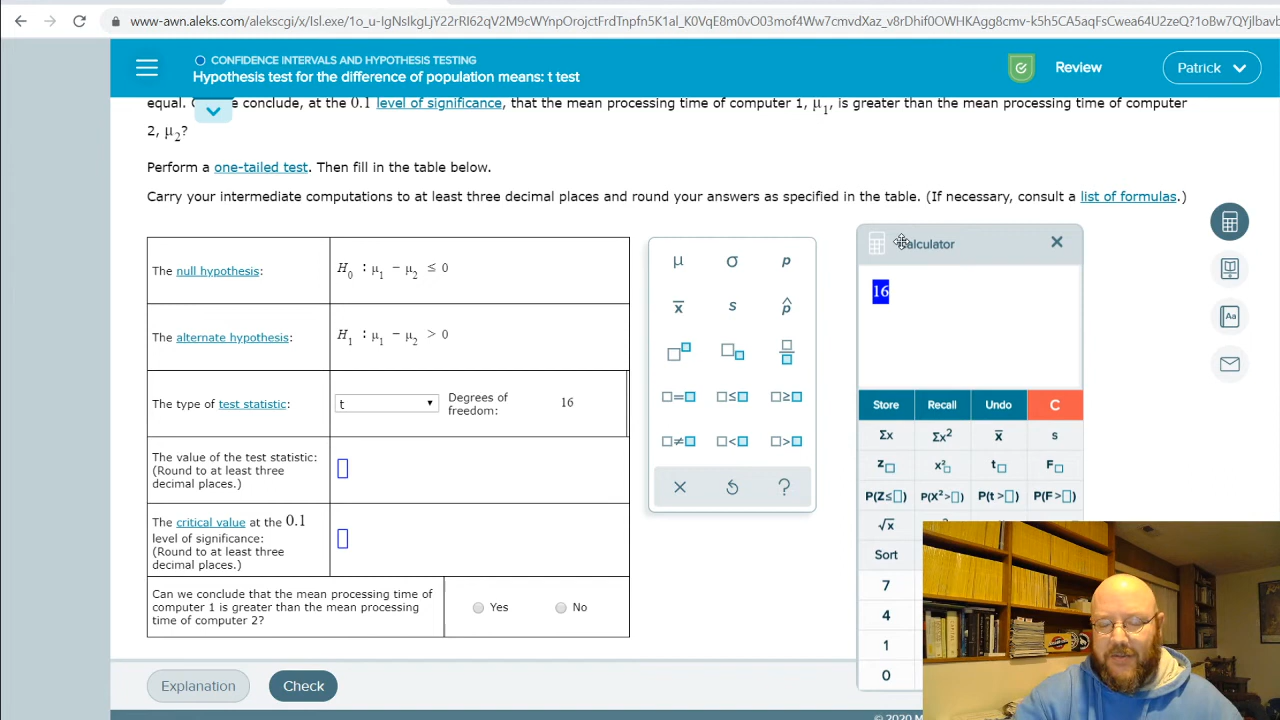 www-awn.aleks.com/alekscgi/x/Isl.exe/1o_u-IgNsIkgLjY22rRI62qV2M9cWYnpOrojctFrdTnpfn5K1al_K0VqE8m0vO03mof4Ww7cmvdXaz_v8rDhif0OWHKAgg8cmv-k5h5CA5aqFsCwea64U2zeQ?1oBw7QYjlbavb
CONFIDENCE INTERVALS AND HYPOTHESIS TESTING
Hypothesis test for the difference of population means: t test
Review
Patrick
equal. conclude, at the 0.1 level of significance, that the mean processing time of computer 1, μ1, is greater than the mean processing time of computer
2, μ2?
Perform a one-tailed test. Then fill in the table below.
Carry your intermediate computations to at least three decimal places and round your answers as specified in the table. (If necessary, consult a list of formulas.)
The null hypothesis: H0 : μ1 − μ2 ≤ 0
The alternate hypothesis: H1 : μ1 − μ2 > 0
The type of test statistic: t Degrees of freedom: 16
The value of the test statistic:
(Round to at least three
decimal places.)
The critical value at the 0.1
level of significance:
(Round to at least three
decimal places.)
Can we conclude that the mean processing time of
computer 1 is greater than the mean processing
time of computer 2?
Yes No
μ σ p
x̄ s p̂
□=□ □≤□ □≥□
□≠□ □<□ □>□
× ?
Calculator ×
16
Store Recall Undo C
Σx Σx² x̄ s
z□ x²□ t□ F□
P(Z≤□) P(X²>□) P(t >□) P(F>□)
√x
Sort
7
4
1
0
Explanation
Check
© 2020 M
Aa